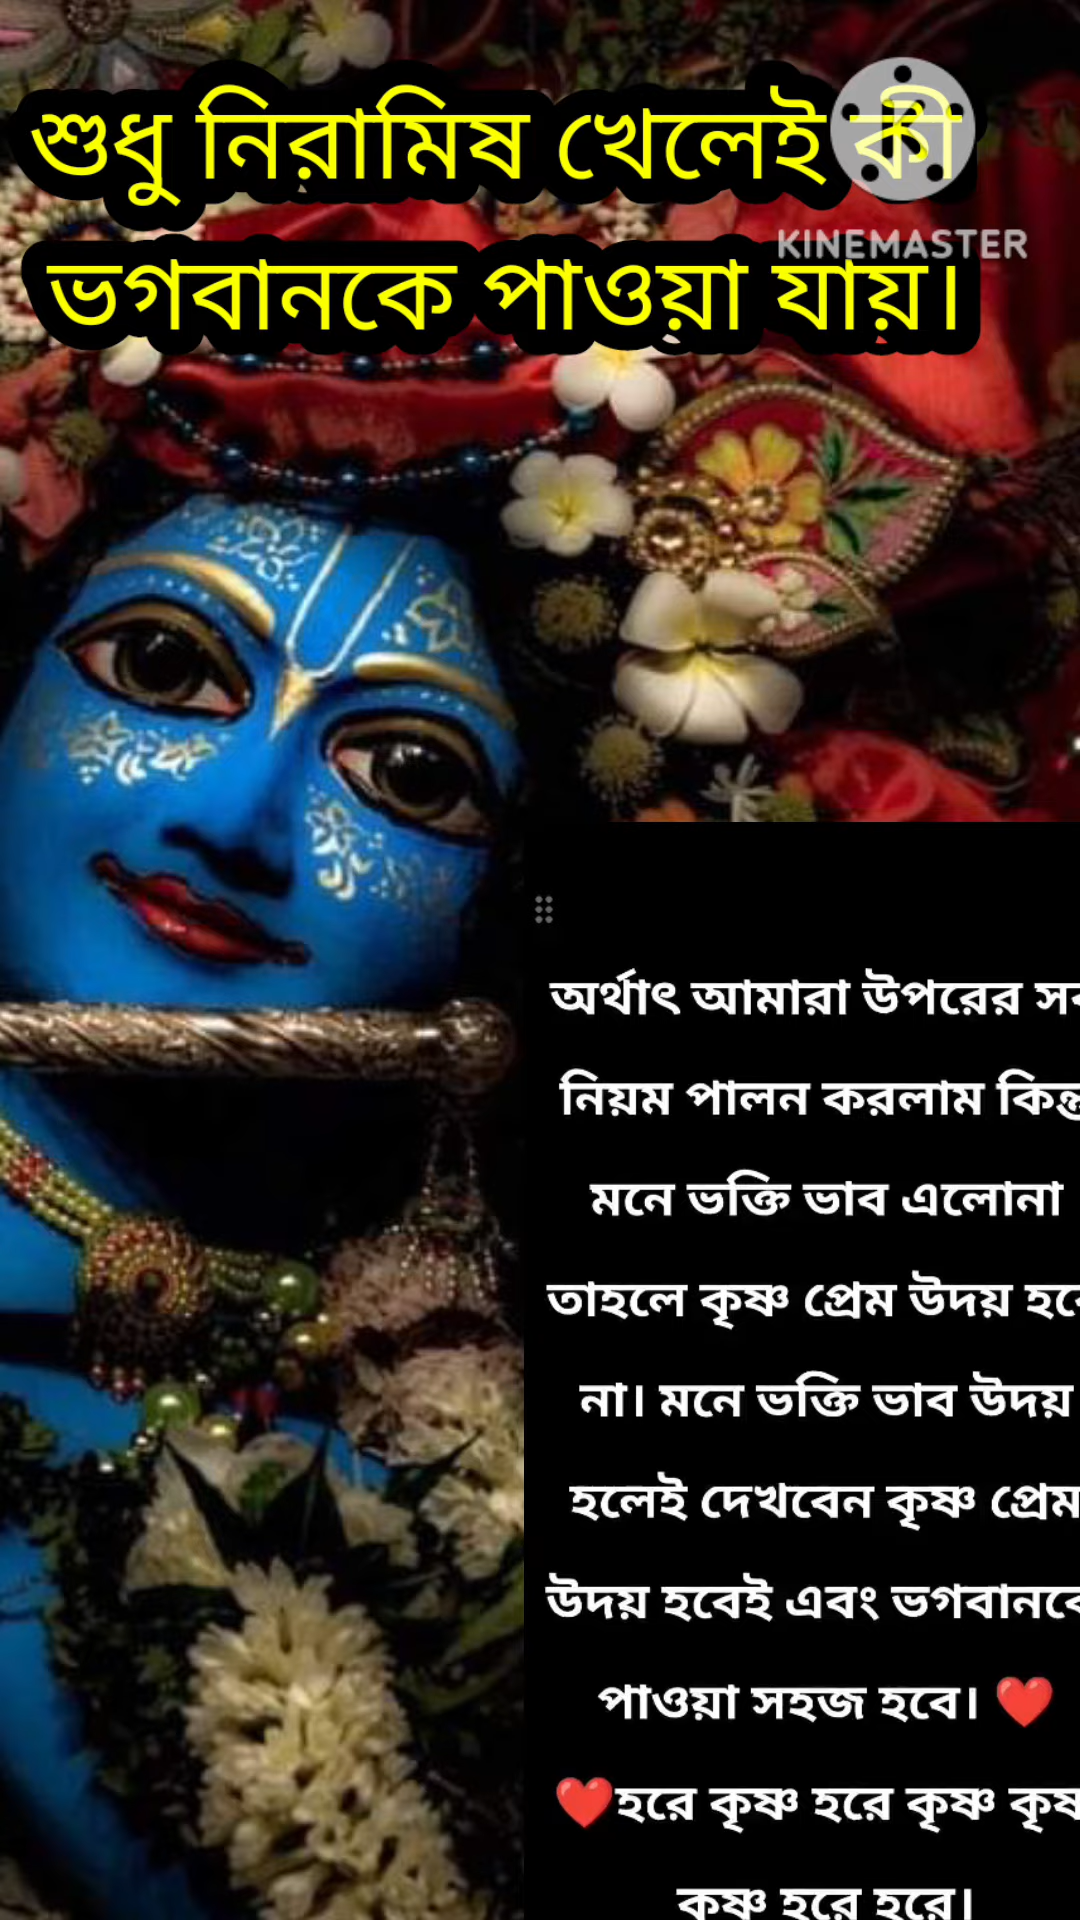 শুধু নিরামিষ খেলেই কী
KINEMASTER
ভগবানকে পাওয়া যায়।
অর্থাৎ আমারা উপরের
নিয়ম পালন করলাম কিন্তু
মনে ভক্তি ভাব এলোনা
তাহলে কৃষ্ণ প্রেম উদয়
না। মনে ভক্তি ভাব উদয়
হলেই দেখবেন কৃষ্ণ প্রেম
উদয় হবেই এবং ভগবানকে
পাওয়া সহজ হবে। ❤️
❤️হরে কৃষ্ণ হরে কৃষ্ণ
কৃষ্ণ হরে হরে।